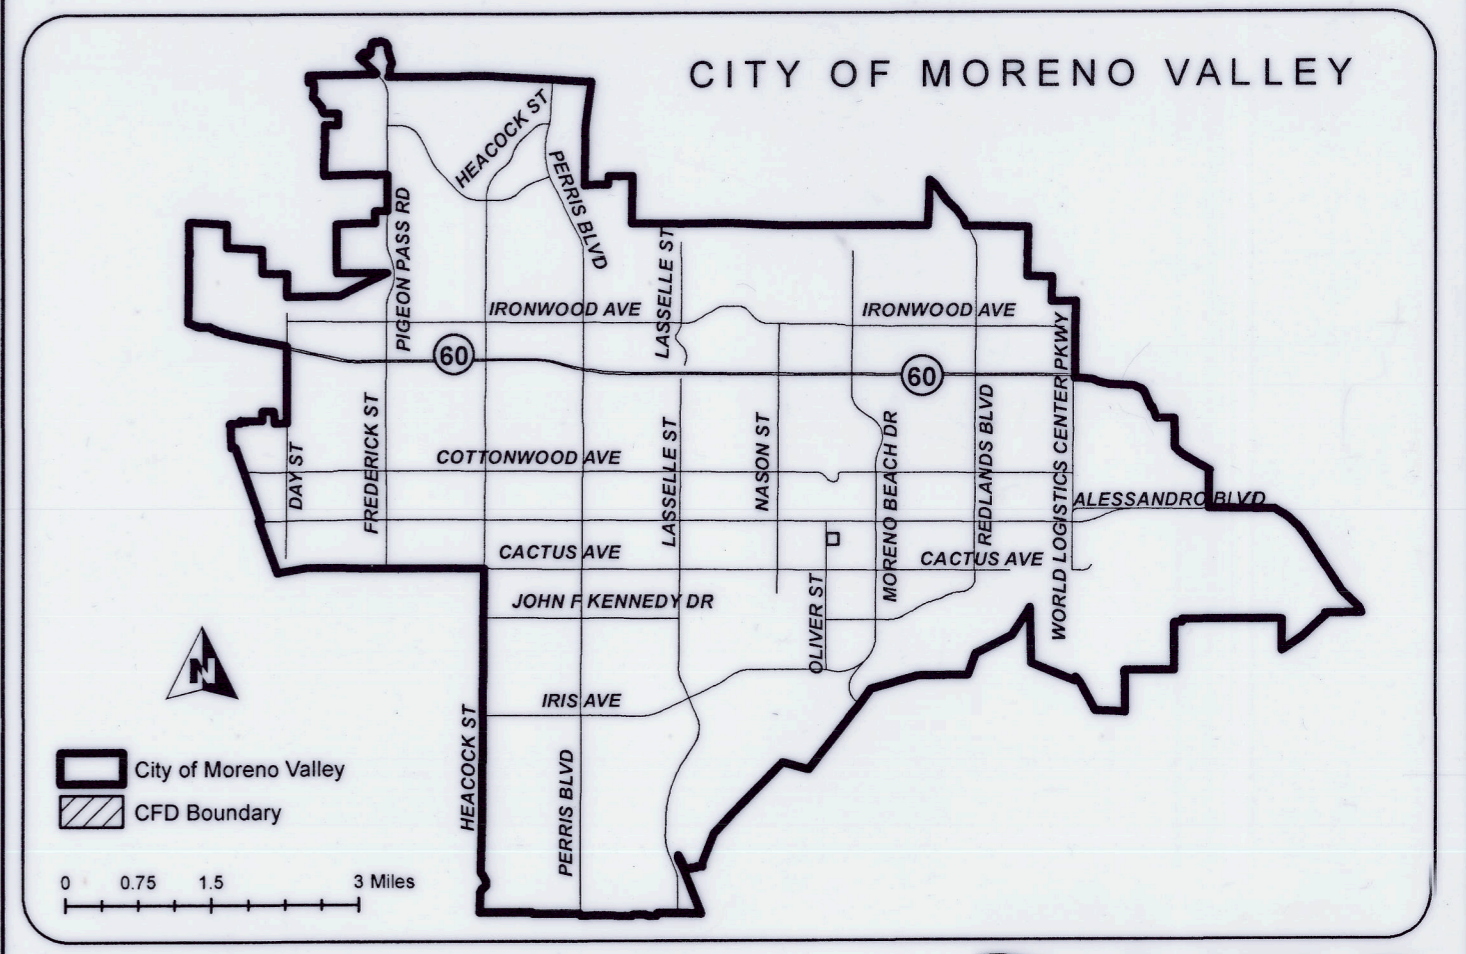 CITY OF MORENO VALLEY
HEACOCK ST
PERRIS BLVD
PIGEON PASS RD
LASSELLE ST
IRONWOOD AVE
IRONWOOD AVE
60
60
WORLD LOGISTICS CENTER PKWY
FREDERICK ST
DAY ST
COTTONWOOD AVE
LASSELLE ST
NASON ST
MORENO BEACH DR
REDLANDS BLVD
ALESSANDRO BLVD
CACTUS AVE
CACTUS AVE
JOHN F KENNEDY DR
OLIVER ST
N
IRIS AVE
HEACOCK ST
PERRIS BLVD
City of Moreno Valley
CFD Boundary
0 0.75 1.5 3 Miles